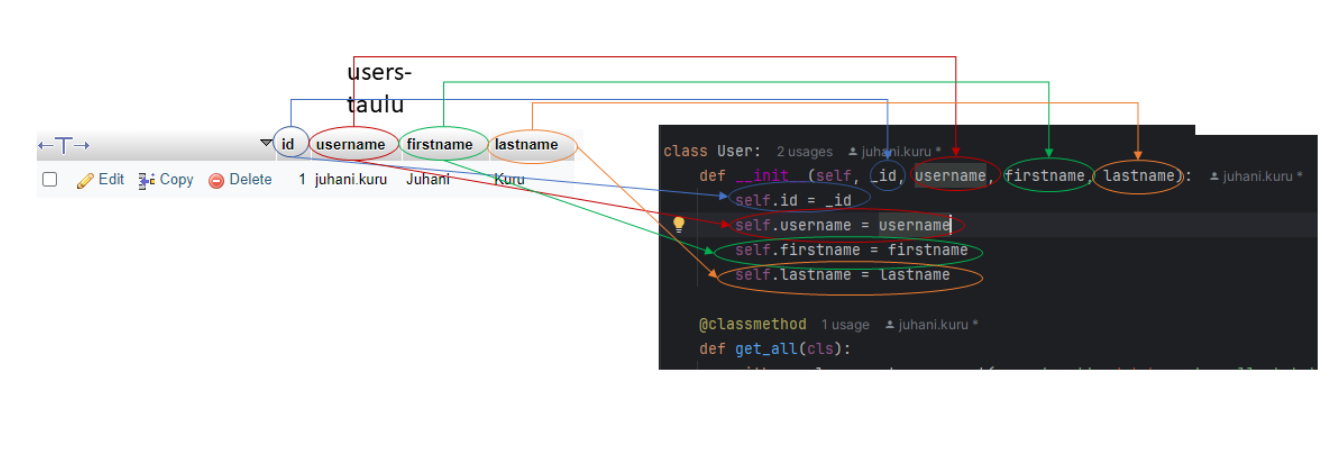 users-
taulu
id username firstname lastname
Edit Copy Delete 1 juhani.kuru Juhani Kuru
class User: 2 usages juhani.kuru *
def __init__(self, _id, username, firstname, lastname): juhani.kuru *
self.id = _id
self.username = username
self.firstname = firstname
self.lastname = lastname
@classmethod 1 usage juhani.kuru *
def get_all(cls):